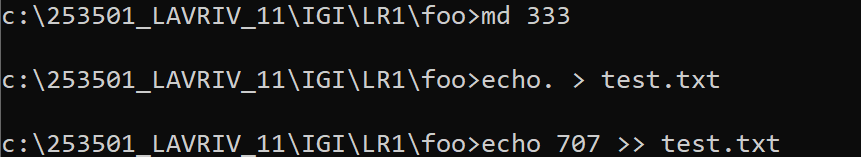 c:\253501_LAVRIV_11\IGI\LR1\foo>md 333
c:\253501_LAVRIV_11\IGI\LR1\foo>echo. > test.txt
c:\253501_LAVRIV_11\IGI\LR1\foo>echo 707 >> test.txt